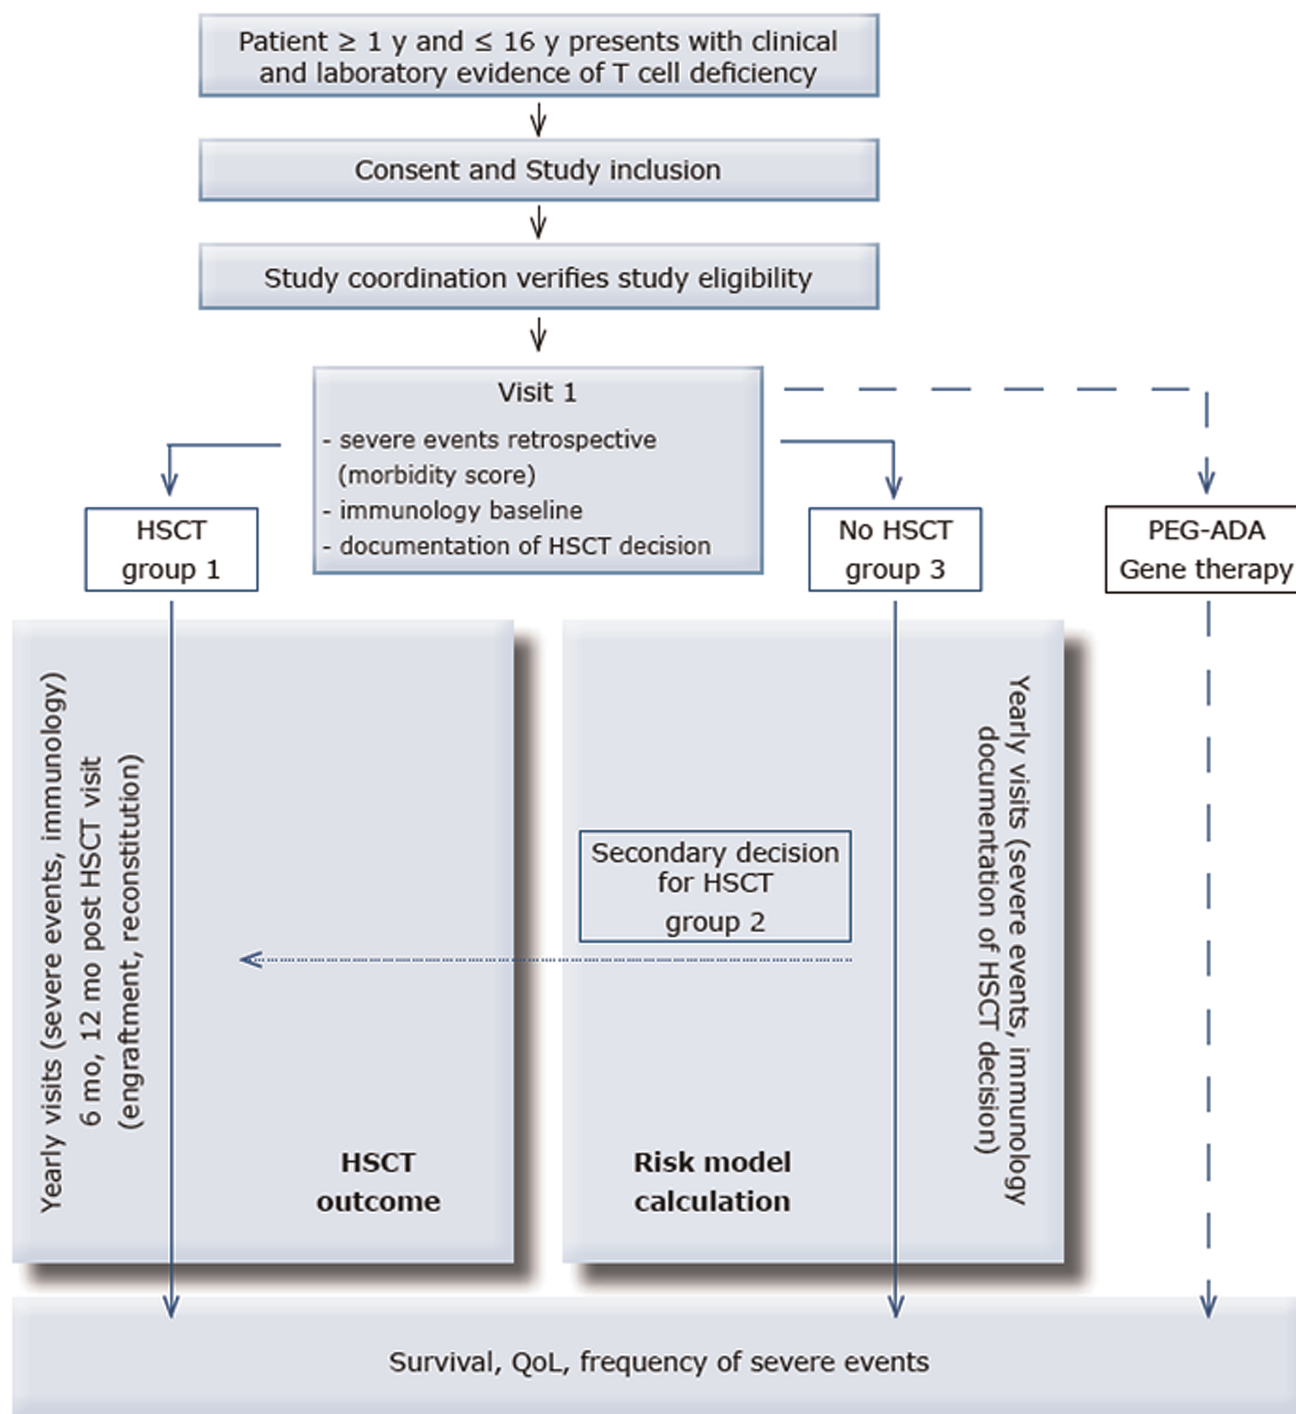 Patient ≥ 1 y and ≤ 16 y presents with clinical
and laboratory evidence of T cell deficiency
Consent and Study inclusion
Study coordination verifies study eligibility
Visit 1
- severe events retrospective
(morbidity score)
- immunology baseline
- documentation of HSCT decision
HSCT
group 1
No HSCT
group 3
PEG-ADA
Gene therapy
Yearly visits (severe events, immunology)
6 mo, 12 mo post HSCT visit
(engraftment, reconstitution)
HSCT
outcome
Secondary decision
for HSCT
group 2
Risk model
calculation
Yearly visits (severe events, immunology
documentation of HSCT decision)
Survival, QoL, frequency of severe events